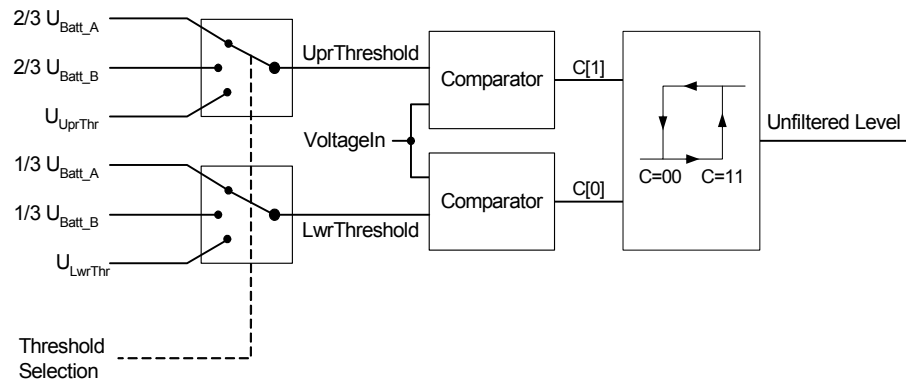 2/3 U_Batt_A
2/3 U_Batt_B
U_UprThr
UprThreshold
Comparator
C[1]
VoltageIn
Unfiltered Level
C=00 C=11
1/3 U_Batt_A
1/3 U_Batt_B
U_LwrThr
LwrThreshold
Comparator
C[0]
Threshold
Selection